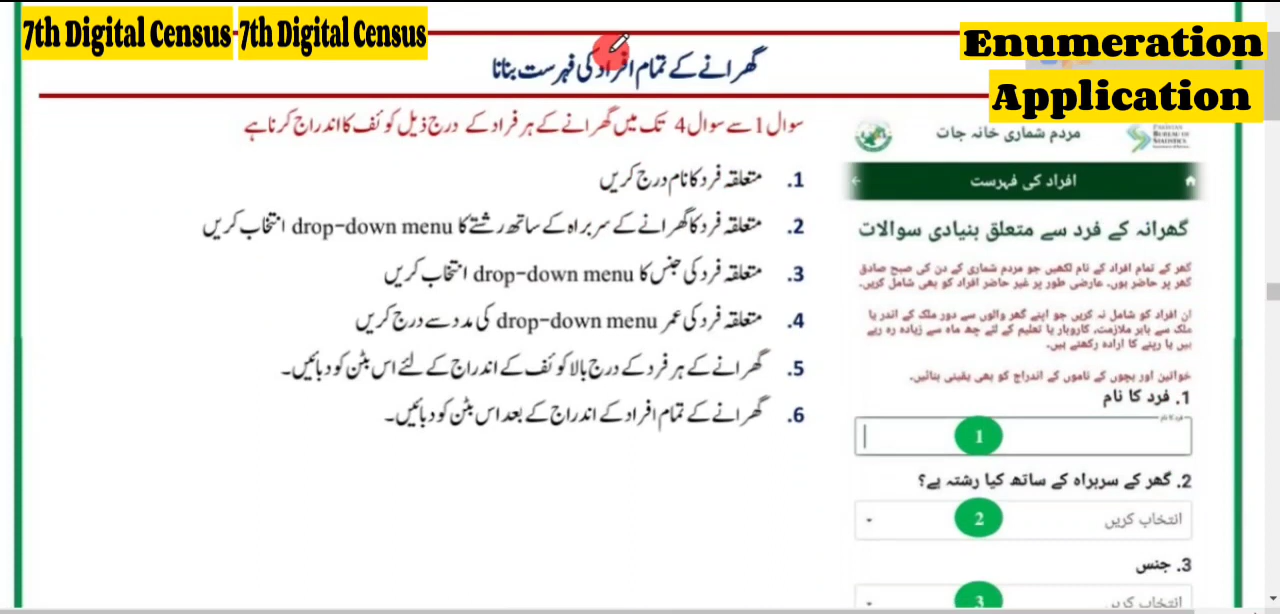 7th Digital Census 7th Digital Census
Enumeration
Application
گھرانے کے تمام افراد کی فہرست بنانا
سوال 1 سے سوال 4 تک میں گھرانے کے ہر فراد کے درج ذیل کوائف کا اندراج کرنا ہے
1. متعلقہ فرد کا نام درج کریں
2. متعلقہ فرد کا گھرانے کے سربراہ کے ساتھ رشتے کا drop-down menu انتخاب کریں
3. متعلقہ فرد کی جنس کا drop-down menu انتخاب کریں
4. متعلقہ فرد کی عمر drop-down menu کی مدد سے درج کریں
5. گھرانے کے ہر فرد کے درج بالا کوائف کے اندراج کے لئے اس بٹن کو دبائیں۔
6. گھرانے کے تمام افراد کے اندراج کے بعد اس بٹن کو دبائیں۔
مردم شماری خانہ جات
PAKISTAN
BUREAU OF
STATISTICS
افراد کی فہرست
گھرانہ کے فرد سے متعلق بنیادی سوالات
گھر کے تمام افراد کے نام لکھیں جو مردم شماری کے دن کی صبح صادق
گھر پر حاضر ہوں۔ عارضی طور پر غیر حاضر افراد کو بھی شامل کریں۔
ان افراد کو شامل نہ کریں جو اپنے گھر والوں سے دور ملک کے اندر یا
ملک سے باہر ملازمت، کاروبار یا تعلیم کے لئے چھ ماہ سے زیادہ رہ رہے
ہیں یا رہنے کا ارادہ رکھتے ہیں۔
خواتین اور بچوں کے ناموں کے اندراج کو بھی یقینی بنائیں۔
1. فرد کا نام
فرد کا نام
1
2. گھر کے سربراہ کے ساتھ کیا رشتہ ہے؟
انتخاب کریں
2
3. جنس
انتخاب کریں
3